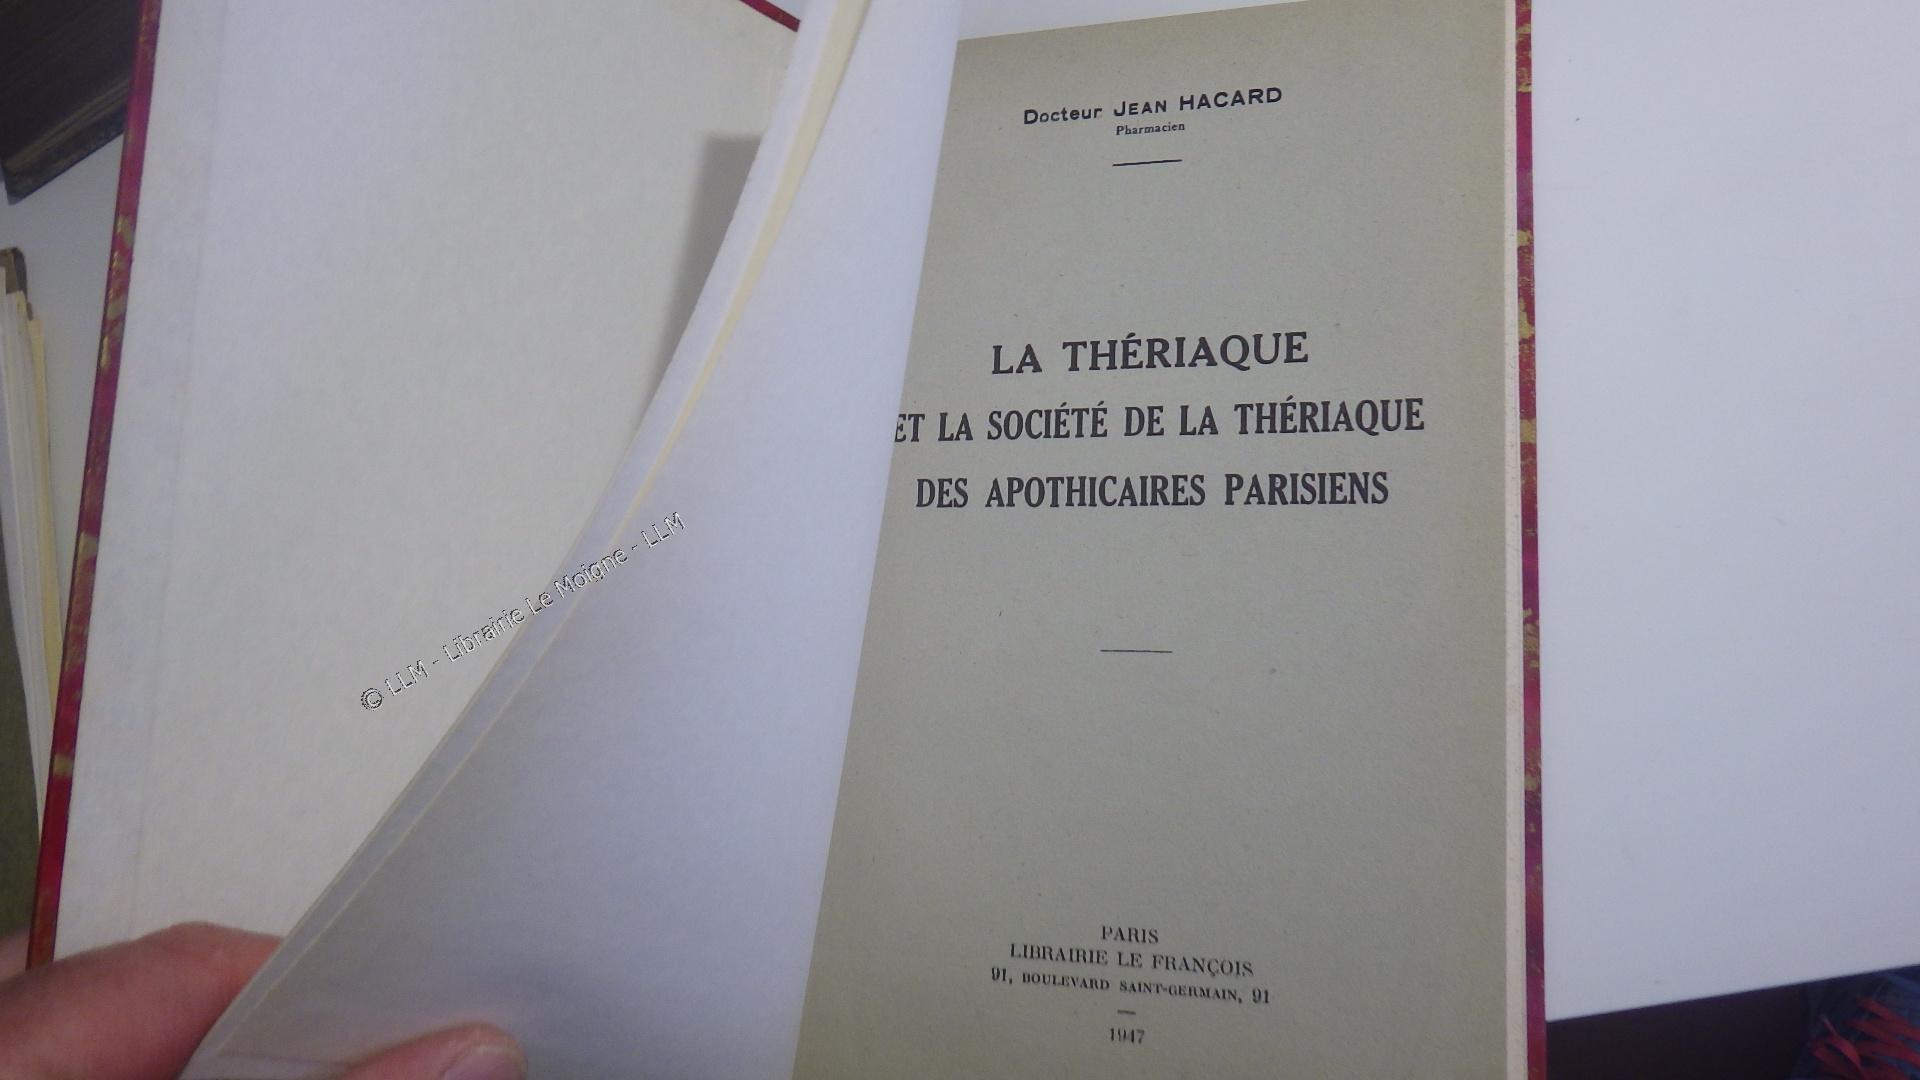 Docteur JEAN HACARD
Pharmacien
LA THÉRIAQUE
ET LA SOCIÉTÉ DE LA THÉRIAQUE
DES APOTHICAIRES PARISIENS
© LLM - Librairie Le Moigne - LLM
PARIS
LIBRAIRIE LE FRANÇOIS
91, BOULEVARD SAINT-GERMAIN, 91
1947